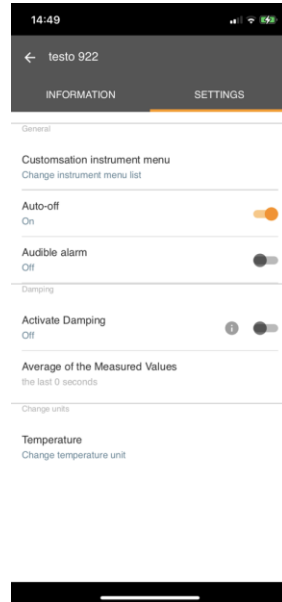 14:49
testo 922
INFORMATION
SETTINGS
General
Customsation instrument menu
Change instrument menu list
Auto-off
On
Audible alarm
Off
Damping
Activate Damping
Off
Average of the Measured Values
the last 0 seconds
Change units
Temperature
Change temperature unit